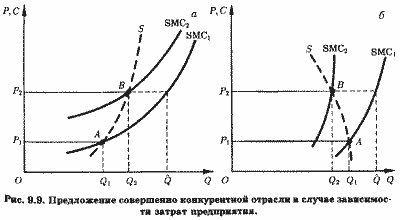 P, C
а
S
SMC₂
SMC₁
P₂
B
P₁
A
O
Q₁
Q₂
Q̄
Q
P, C
б
S
SMC₂
SMC₁
P₂
B
P₁
A
O
Q₂
Q₁
Q̄
Q
Рис. 9.9. Предложение совершенно конкурентной отрасли в случае зависимос-
ти затрат предприятия.